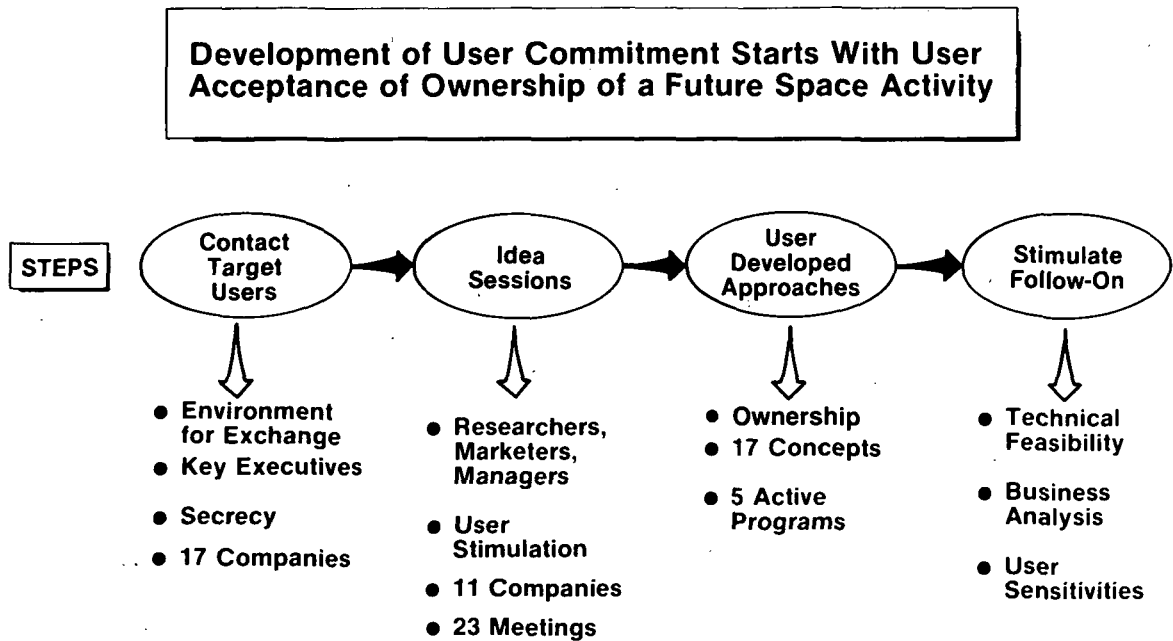 Development of User Commitment Starts With User
Acceptance of Ownership of a Future Space Activity
STEPS
Contact
Target
Users
Idea
Sessions
User
Developed
Approaches
Stimulate
Follow-On
● Environment
for Exchange
● Key Executives
● Secrecy
● 17 Companies
● Researchers,
Marketers,
Managers
● User
Stimulation
● 11 Companies
● 23 Meetings
● Ownership
● 17 Concepts
● 5 Active
Programs
● Technical
Feasibility
● Business
Analysis
● User
Sensitivities